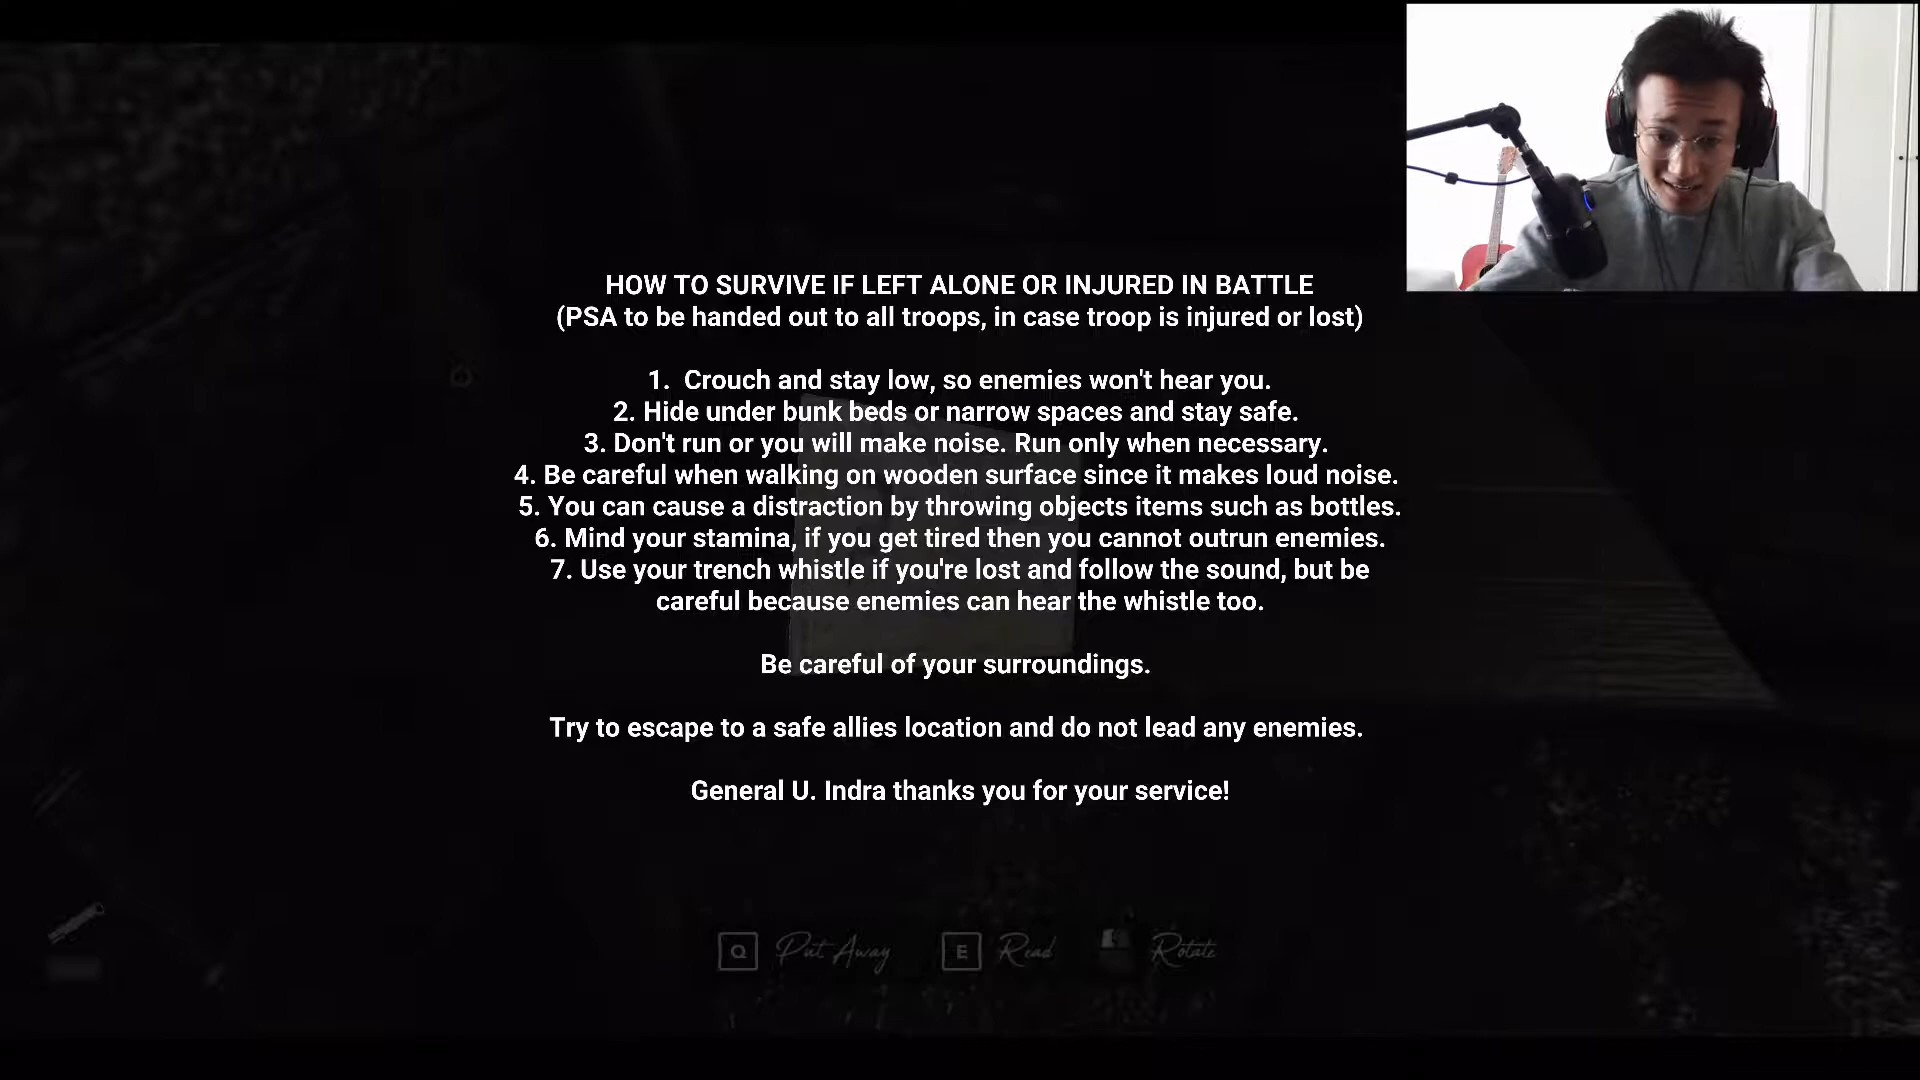 HOW TO SURVIVE IF LEFT ALONE OR INJURED IN BATTLE
(PSA to be handed out to all troops, in case troop is injured or lost)
1. Crouch and stay low, so enemies won't hear you.
2. Hide under bunk beds or narrow spaces and stay safe.
3. Don't run or you will make noise. Run only when necessary.
4. Be careful when walking on wooden surface since it makes loud noise.
5. You can cause a distraction by throwing objects items such as bottles.
6. Mind your stamina, if you get tired then you cannot outrun enemies.
7. Use your trench whistle if you're lost and follow the sound, but be
careful because enemies can hear the whistle too.
Be careful of your surroundings.
Try to escape to a safe allies location and do not lead any enemies.
General U. Indra thanks you for your service!
Q Put Away E Read Rotate